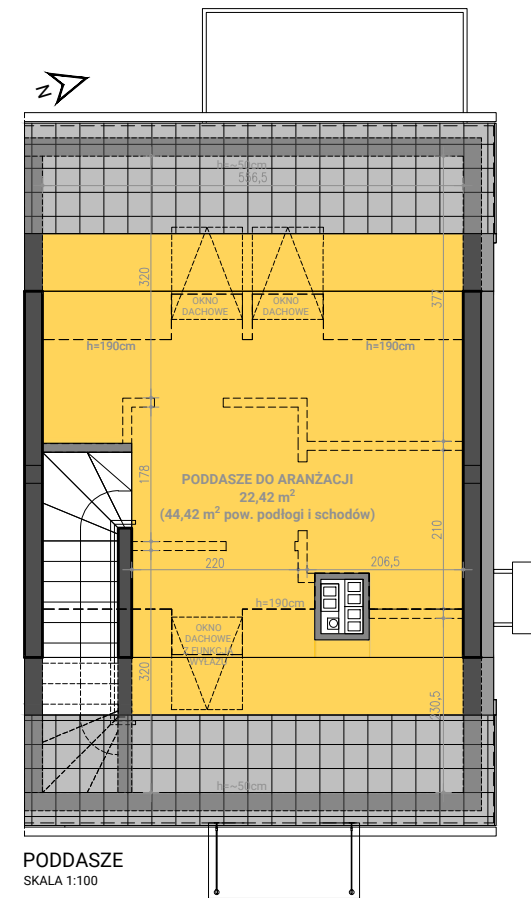 N
h=~50cm
556,5
320
377
OKNO
DACHOWE
OKNO
DACHOWE
h=190cm
h=190cm
178
PODDASZE DO ARANŻACJI
22,42 m²
(44,42 m² pow. podłogi i schodów)
210
220
206,5
h=190cm
OKNO
DACHOWE
Z FUNKCJĄ
WYŁAZU
320
230,5
h=~50cm
PODDASZE
SKALA 1:100